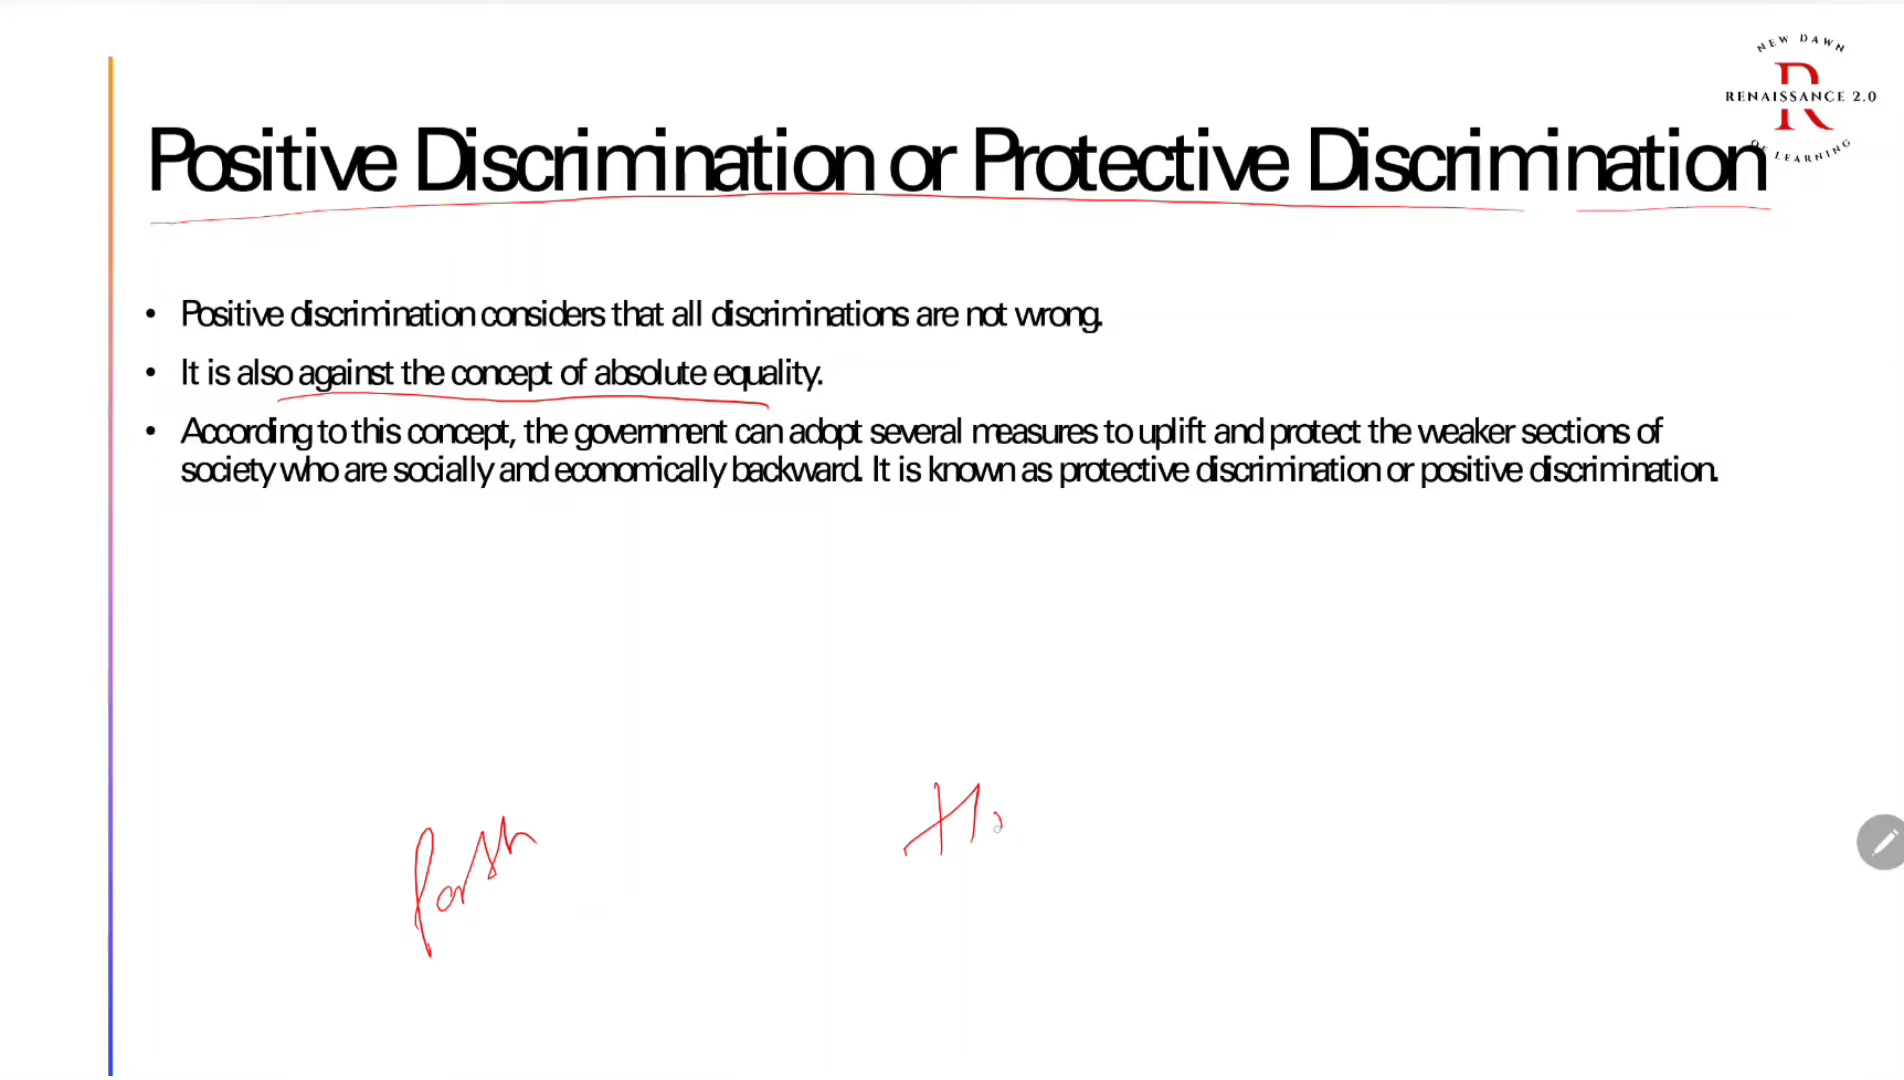 NEW DAWN
R
RENAISSANCE 2.0
OF LEARNING
Positive Discrimination or Protective Discrimination
• Positive discrimination considers that all discriminations are not wrong.
• It is also against the concept of absolute equality.
• According to this concept, the government can adopt several measures to uplift and protect the weaker sections of
society who are socially and economically backward. It is known as protective discrimination or positive discrimination.